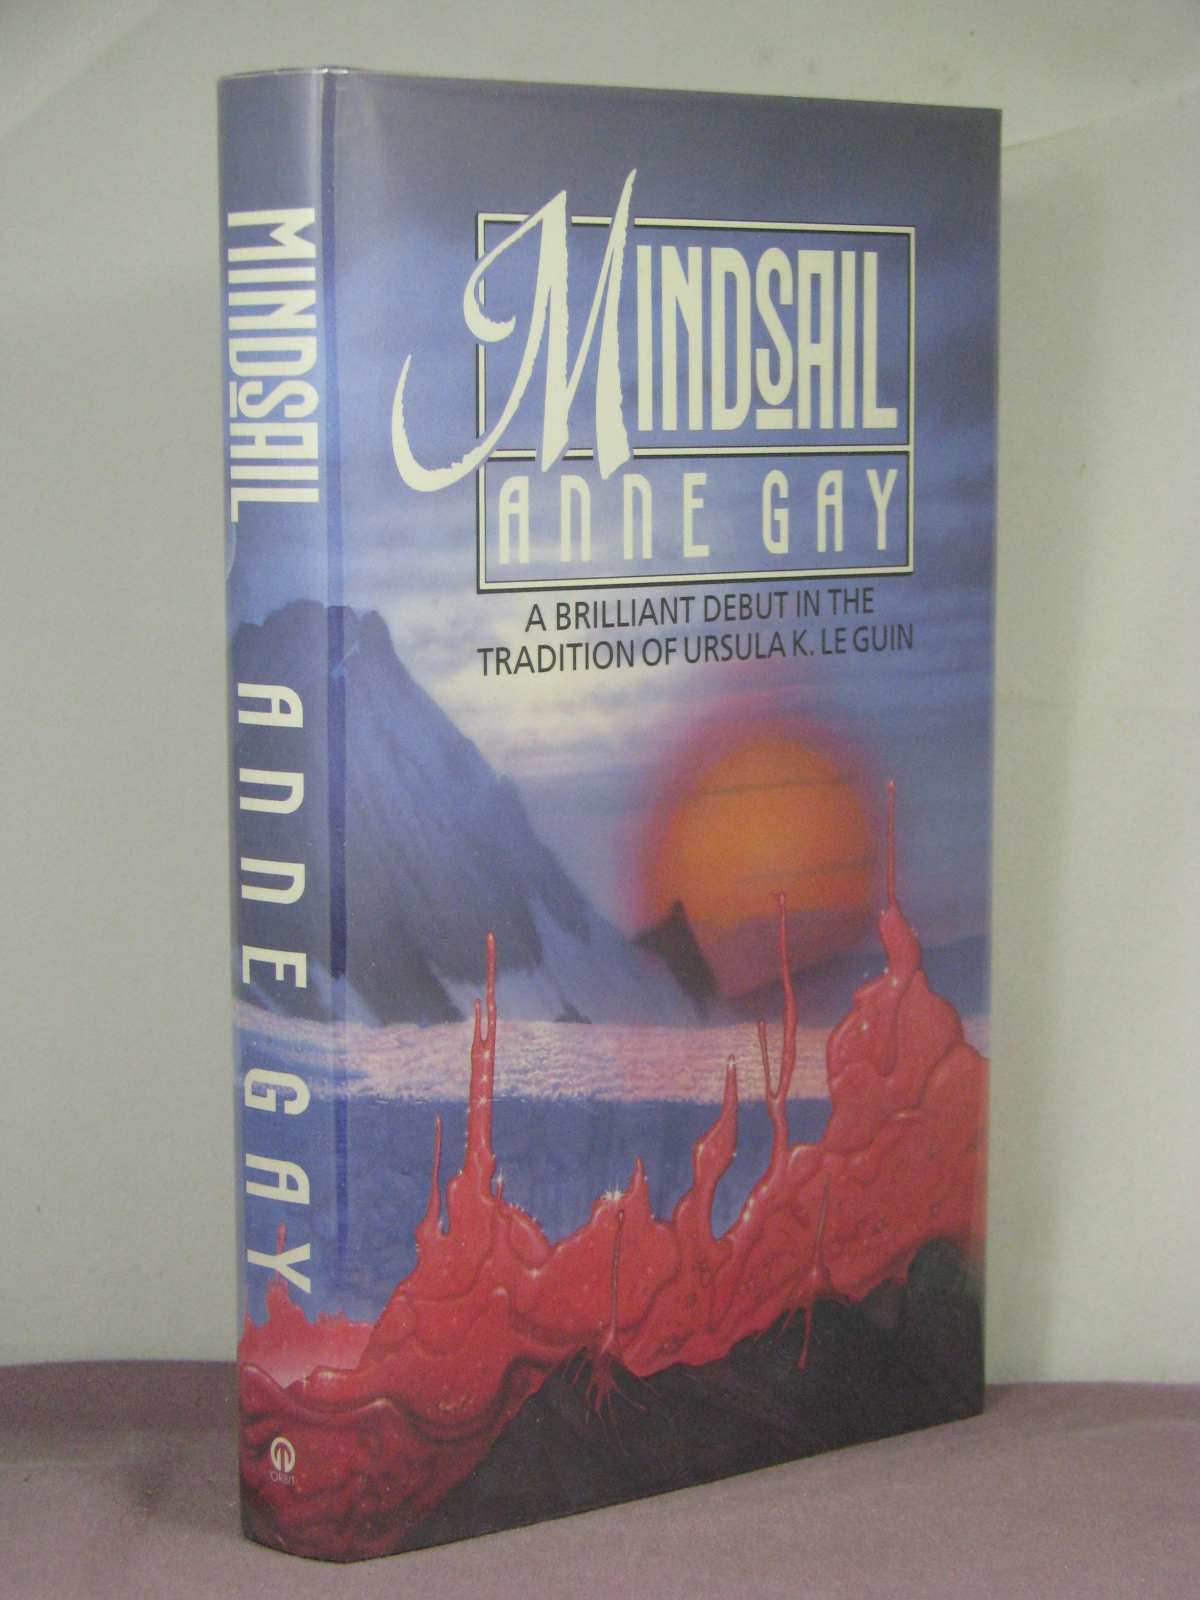 MINDSAIL
ANNE GAY
A BRILLIANT DEBUT IN THE
TRADITION OF URSULA K. LE GUIN
MINDSAIL ANNE GAY
ORBIT